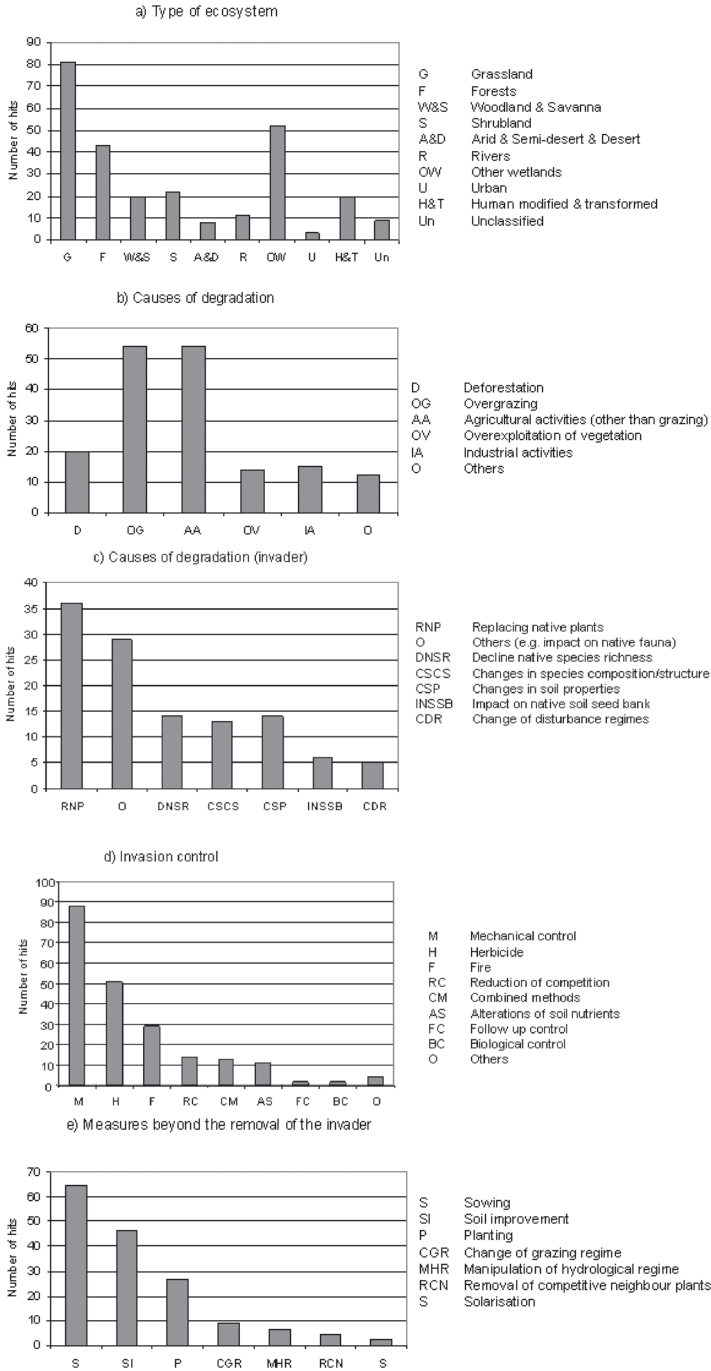 a) Type of ecosystem
90
80
70
60
50
40
30
20
10
0
Number of hits
G F W&S S A&D R OW U H&T Un
G Grassland
F Forests
W&S Woodland & Savanna
S Shrubland
A&D Arid & Semi-desert & Desert
R Rivers
OW Other wetlands
U Urban
H&T Human modified & transformed
Un Unclassified
b) Causes of degradation
60
50
40
30
20
10
0
Number of hits
D OG AA OV IA O
D Deforestation
OG Overgrazing
AA Agricultural activities (other than grazing)
OV Overexploitation of vegetation
IA Industrial activities
O Others
c) Causes of degradation (invader)
40
35
30
25
20
15
10
5
0
Number of hits
RNP O DNSR CSCS CSP INSSB CDR
RNP Replacing native plants
O Others (e.g. impact on native fauna)
DNSR Decline native species richness
CSCS Changes in species composition/structure
CSP Changes in soil properties
INSSB Impact on native soil seed bank
CDR Change of disturbance regimes
d) Invasion control
100
90
80
70
60
50
40
30
20
10
0
Number of hits
M H F RC CM AS FC BC O
M Mechanical control
H Herbicide
F Fire
RC Reduction of competition
CM Combined methods
AS Alterations of soil nutrients
FC Follow up control
BC Biological control
O Others
e) Measures beyond the removal of the invader
70
60
50
40
30
20
10
0
Number of hits
S SI P CGR MHR RCN S
S Sowing
SI Soil improvement
P Planting
CGR Change of grazing regime
MHR Manipulation of hydrological regime
RCN Removal of competitive neighbour plants
S Solarisation